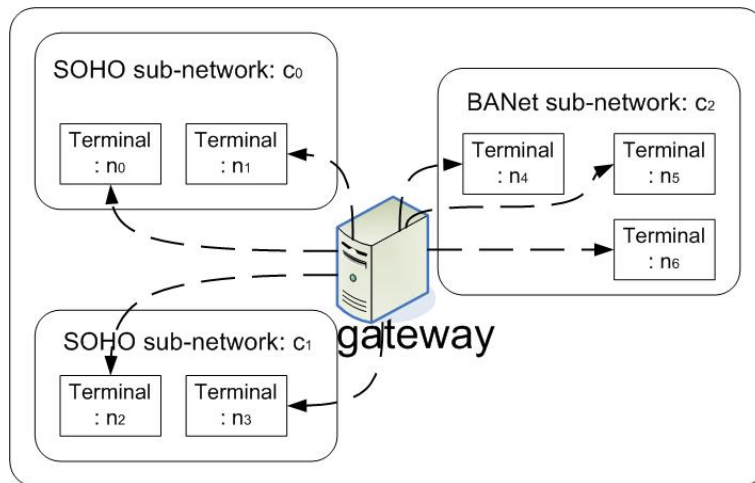 SOHO sub-network: c₀
Terminal
: n₀
Terminal
: n₁
BANet sub-network: c₂
Terminal
: n₄
Terminal
: n₅
Terminal
: n₆
gateway
SOHO sub-network: c₁
Terminal
: n₂
Terminal
: n₃